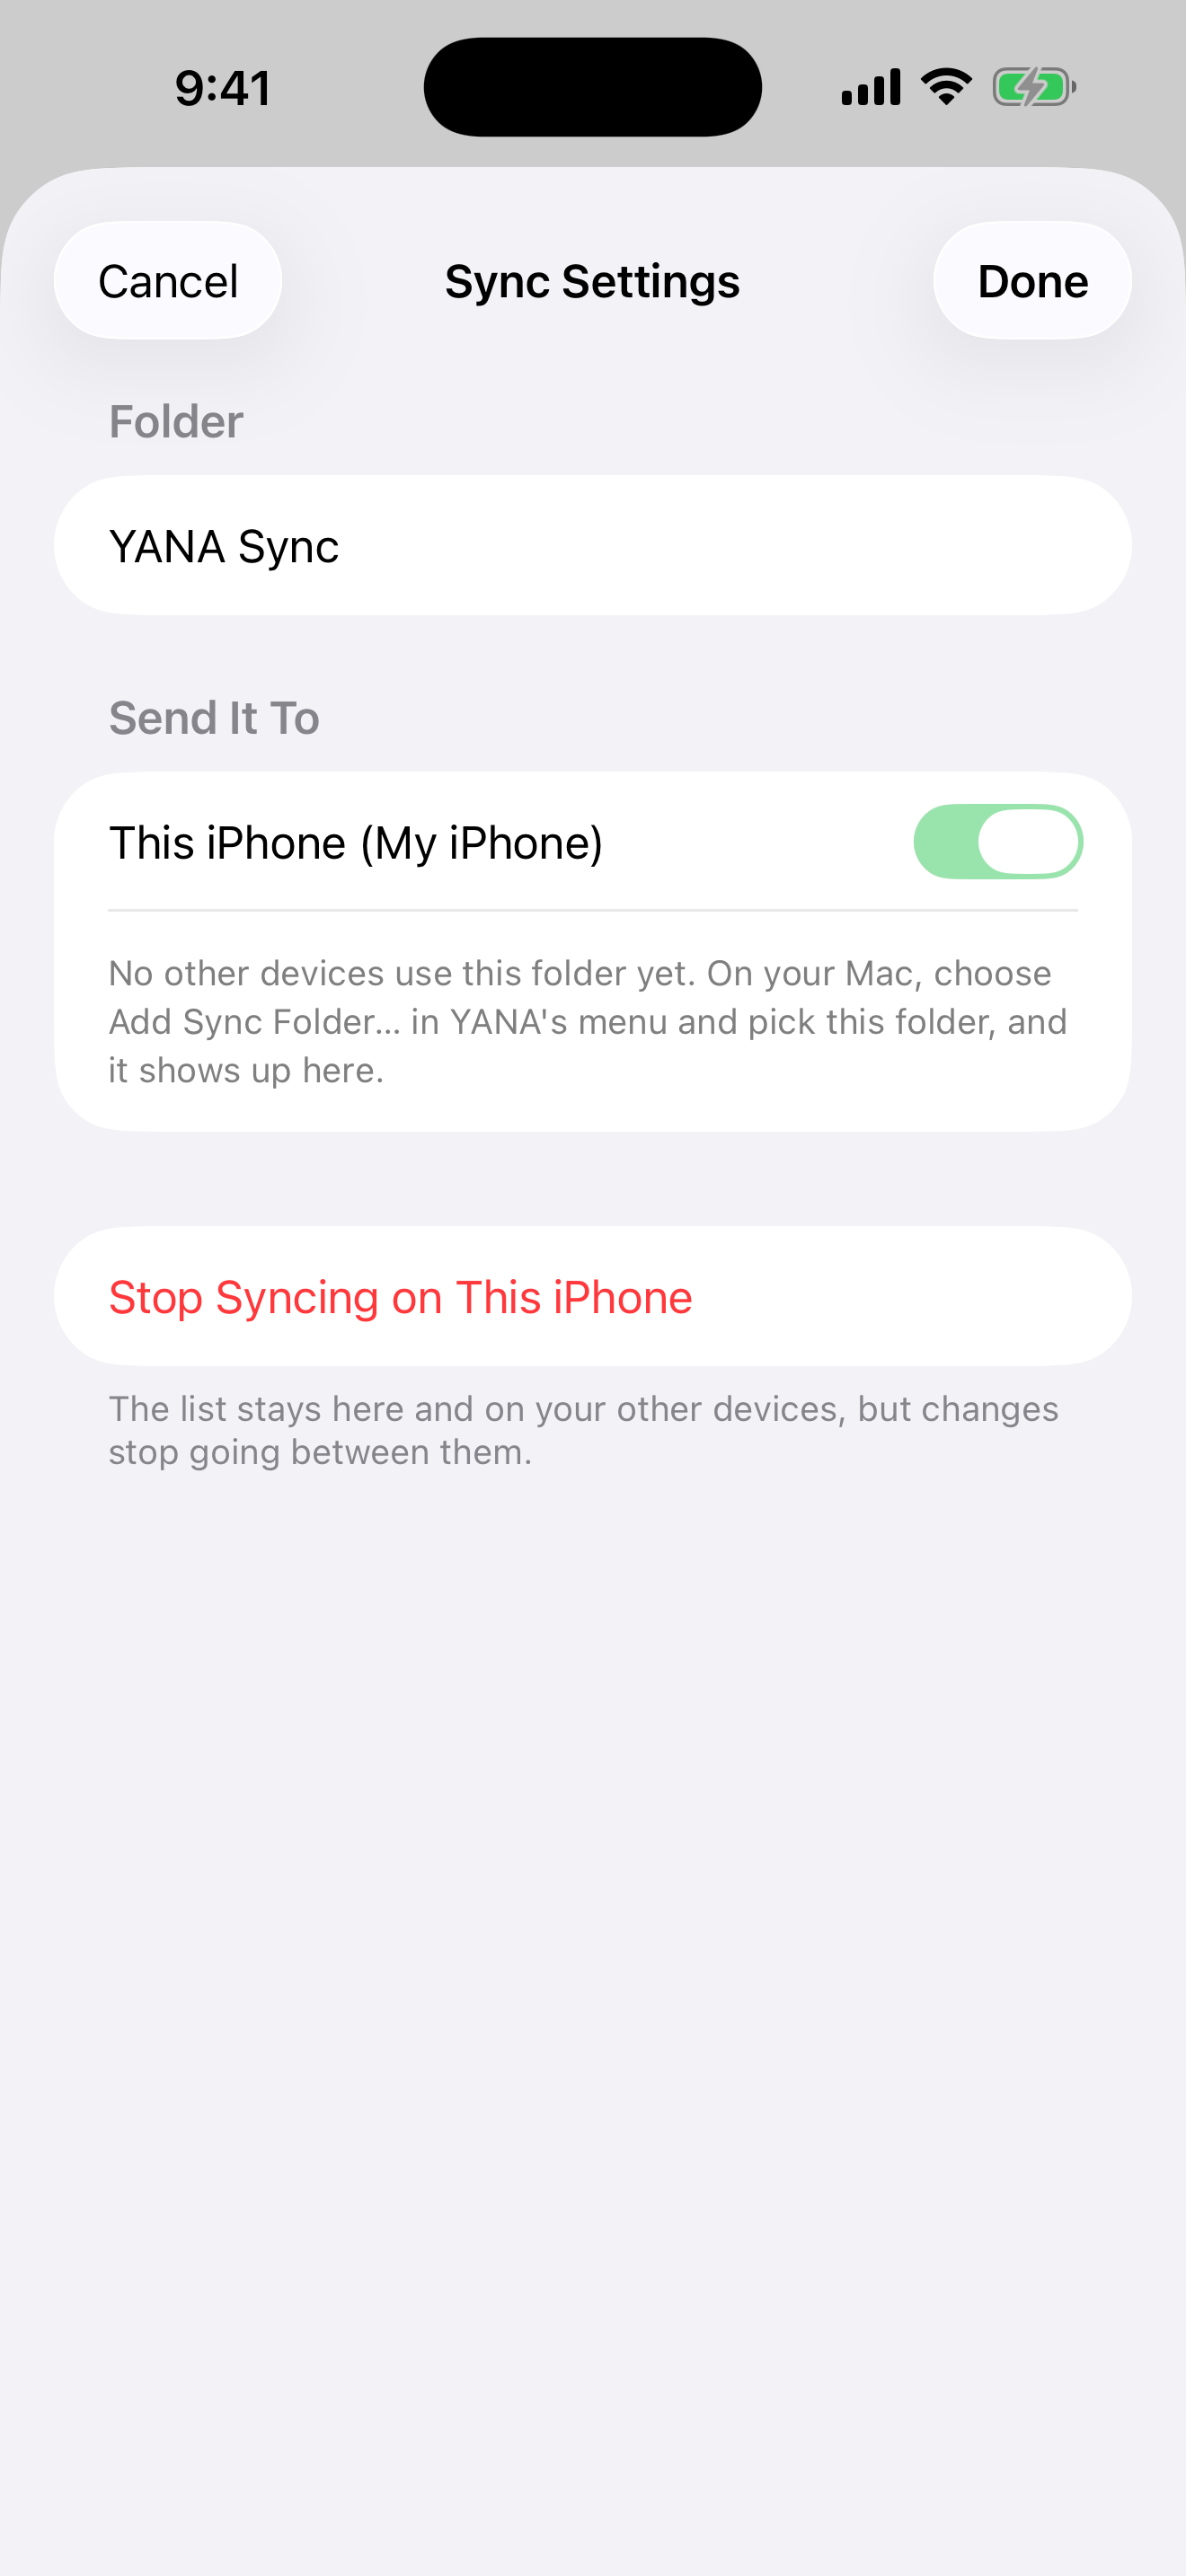 9:41
Cancel
Sync Settings
Done
Folder
YANA Sync
Send It To
This iPhone (My iPhone)
No other devices use this folder yet. On your Mac, choose
Add Sync Folder... in YANA's menu and pick this folder, and
it shows up here.
Stop Syncing on This iPhone
The list stays here and on your other devices, but changes
stop going between them.